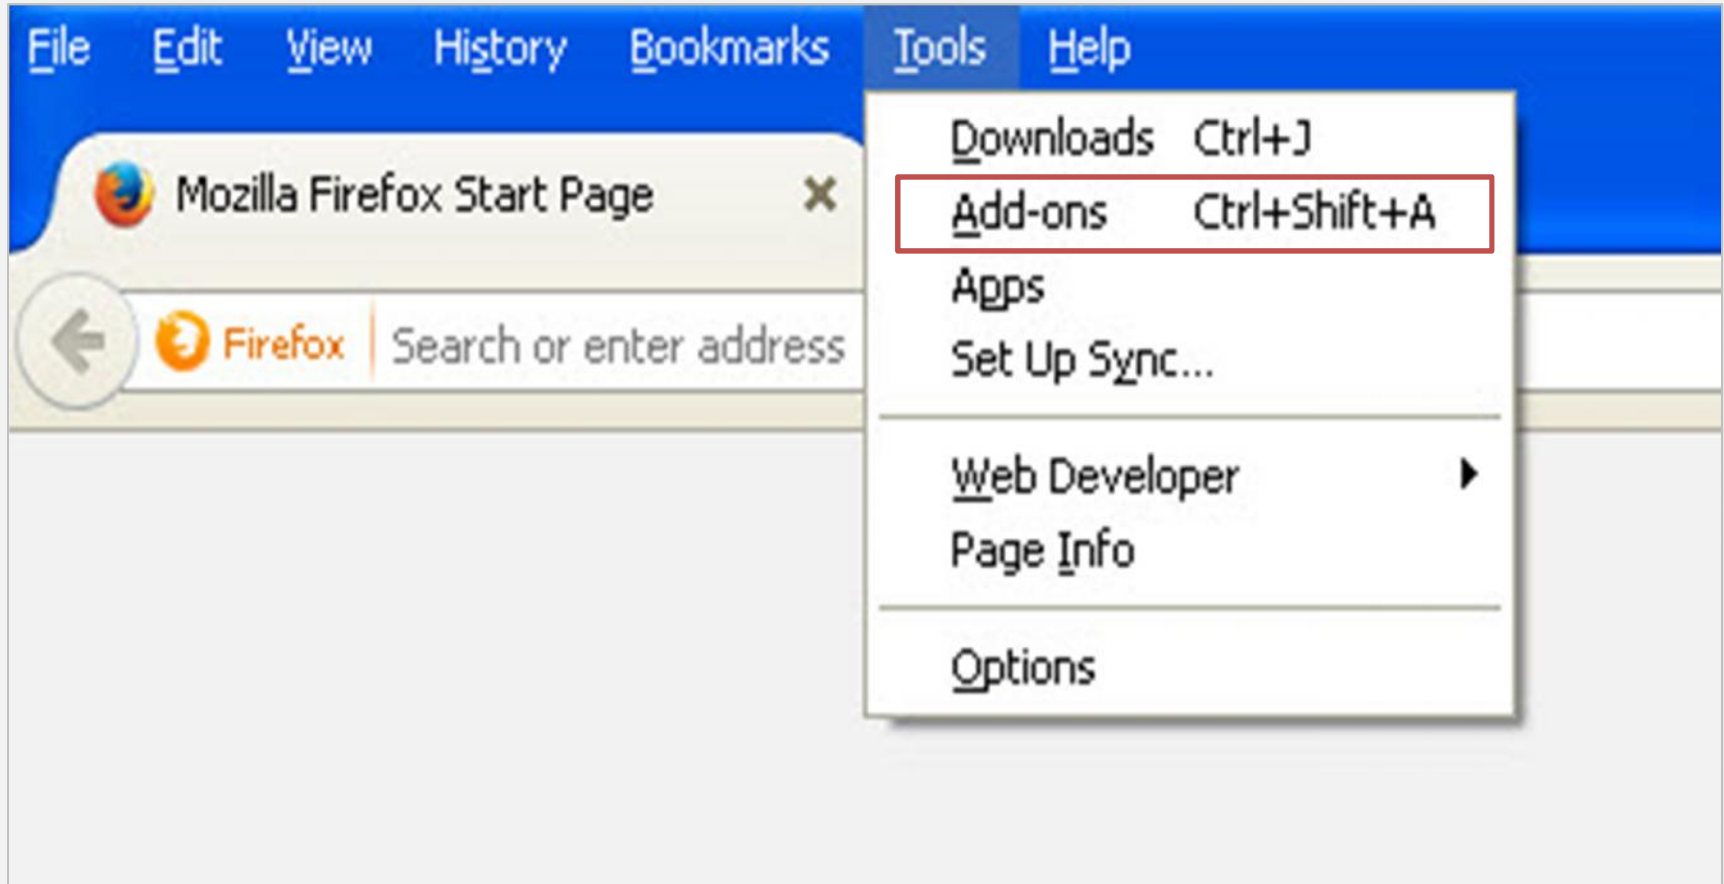 File Edit View History Bookmarks Tools Help
Mozilla Firefox Start Page
Firefox Search or enter address
Downloads Ctrl+J
Add-ons Ctrl+Shift+A
Apps
Set Up Sync...
Web Developer
Page Info
Options